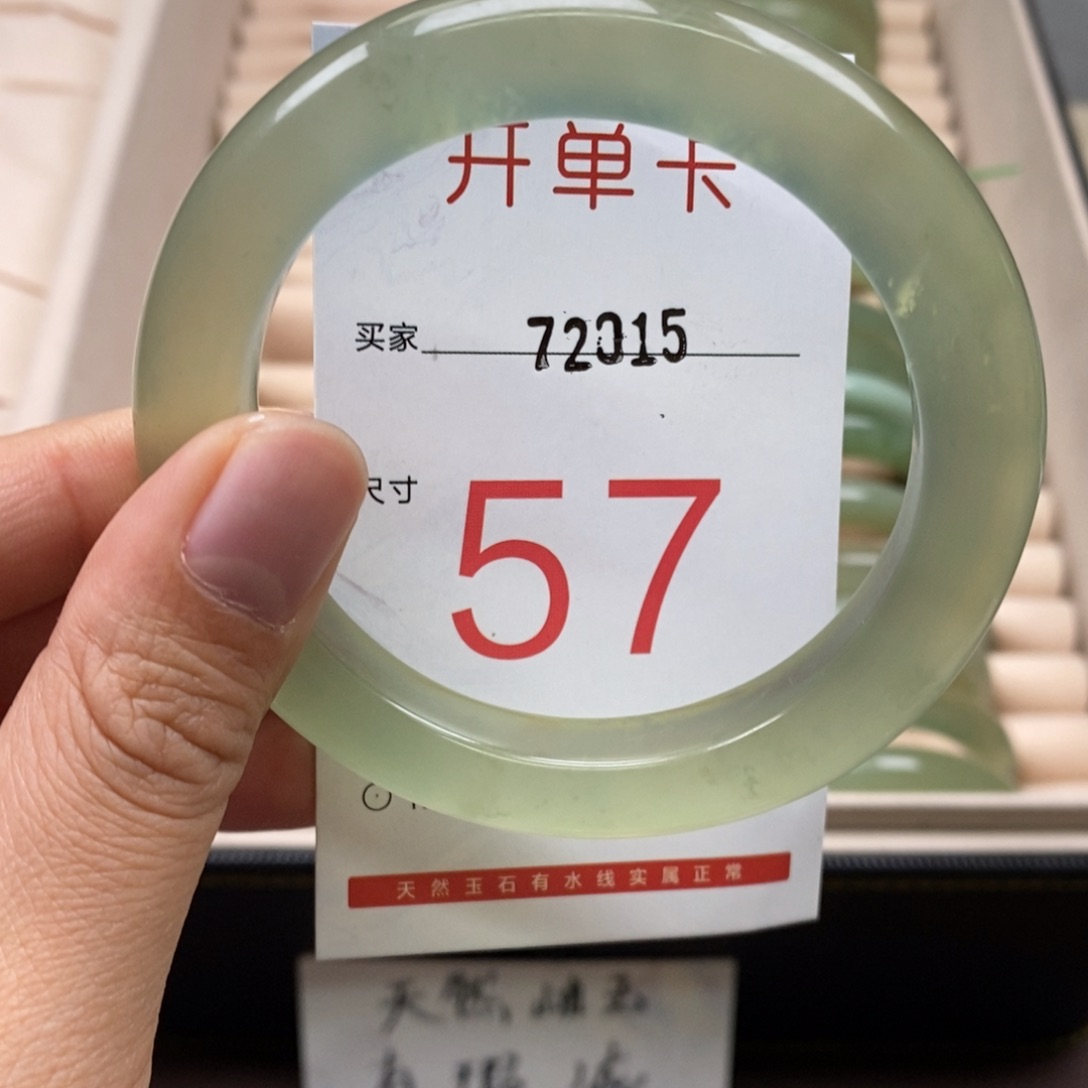 开单卡
买家 72015
尺寸 57
天然玉石有水线实属正常
天然